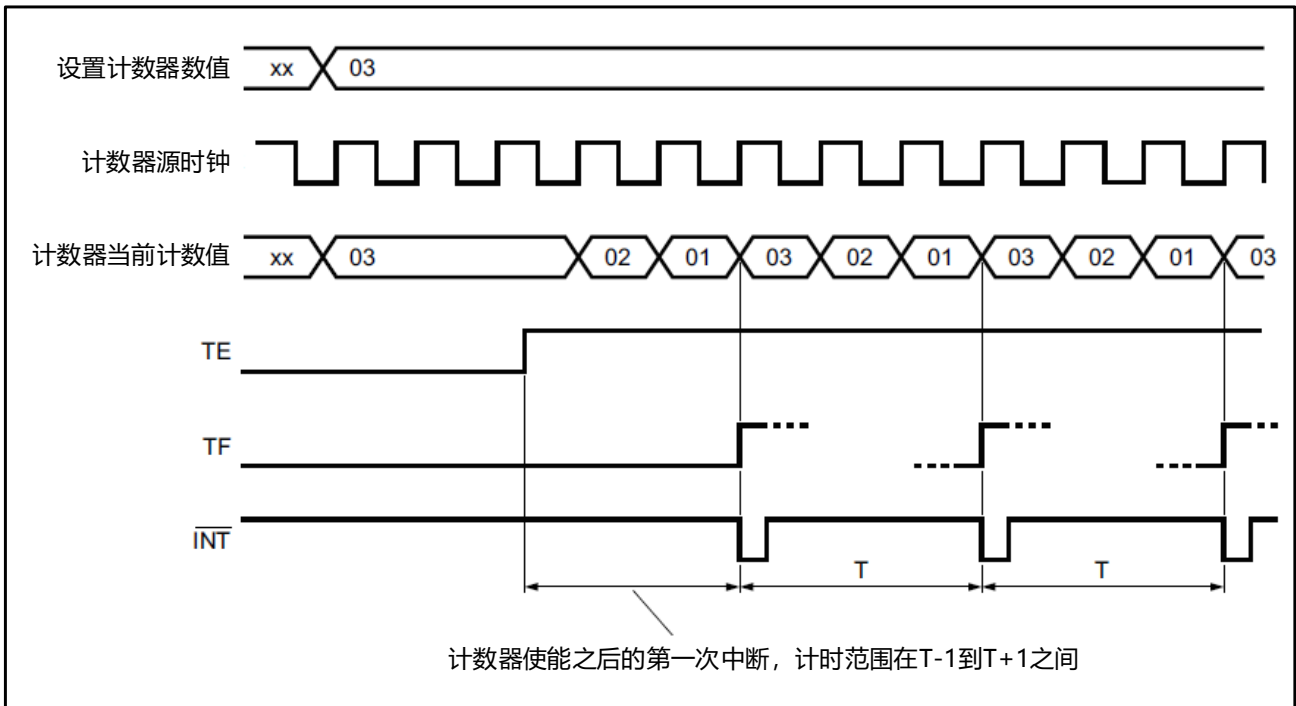 设置计数器数值 xx 03
计数器源时钟
计数器当前计数值 xx 03 02 01 03 02 01 03 02 01 03
TE
TF
INT
T T
计数器使能之后的第一次中断，计时范围在T-1到T+1之间